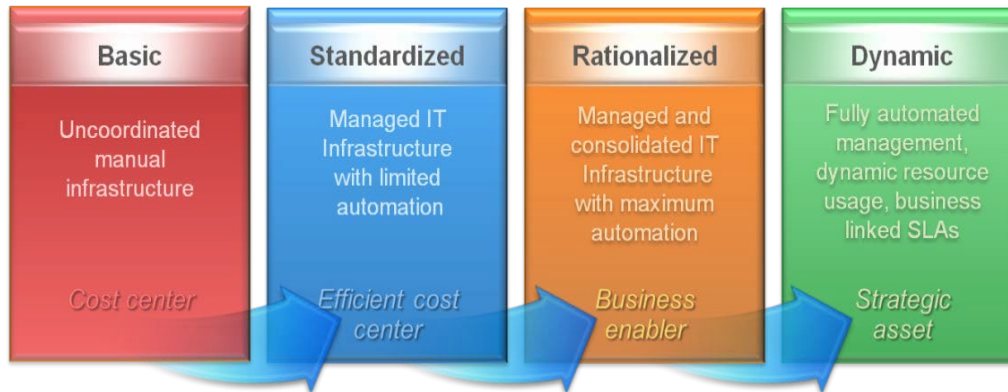 Basic
Uncoordinated
manual
infrastructure
Cost center
Standardized
Managed IT
Infrastructure
with limited
automation
Efficient cost
center
Rationalized
Managed and
consolidated IT
Infrastructure
with maximum
automation
Business
enabler
Dynamic
Fully automated
management,
dynamic resource
usage, business
linked SLAs
Strategic
asset